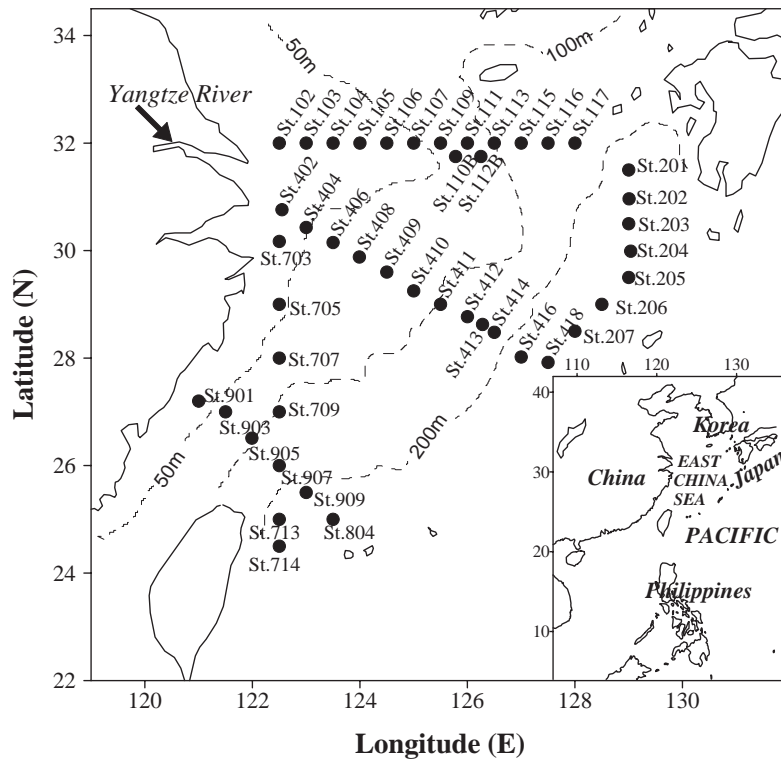 34
32
30
28
26
24
22
Latitude (N)
120
122
124
126
128
130
Longitude (E)
Yangtze River
50m
100m
St.102
St.103
St.104
St.105
St.106
St.107
St.109
St.111
St.113
St.115
St.116
St.117
St.110B
St.112B
St.201
St.202
St.203
St.204
St.205
St.206
St.207
St.402
St.404
St.406
St.408
St.409
St.410
St.411
St.412
St.413
St.414
St.416
St.418
St.703
St.705
St.707
St.709
St.901
St.903
St.905
St.907
St.909
St.713
St.804
St.714
50m
200m
110
120
130
40
30
20
10
Korea
China
EAST
CHINA
SEA
Japan
PACIFIC
Philippines